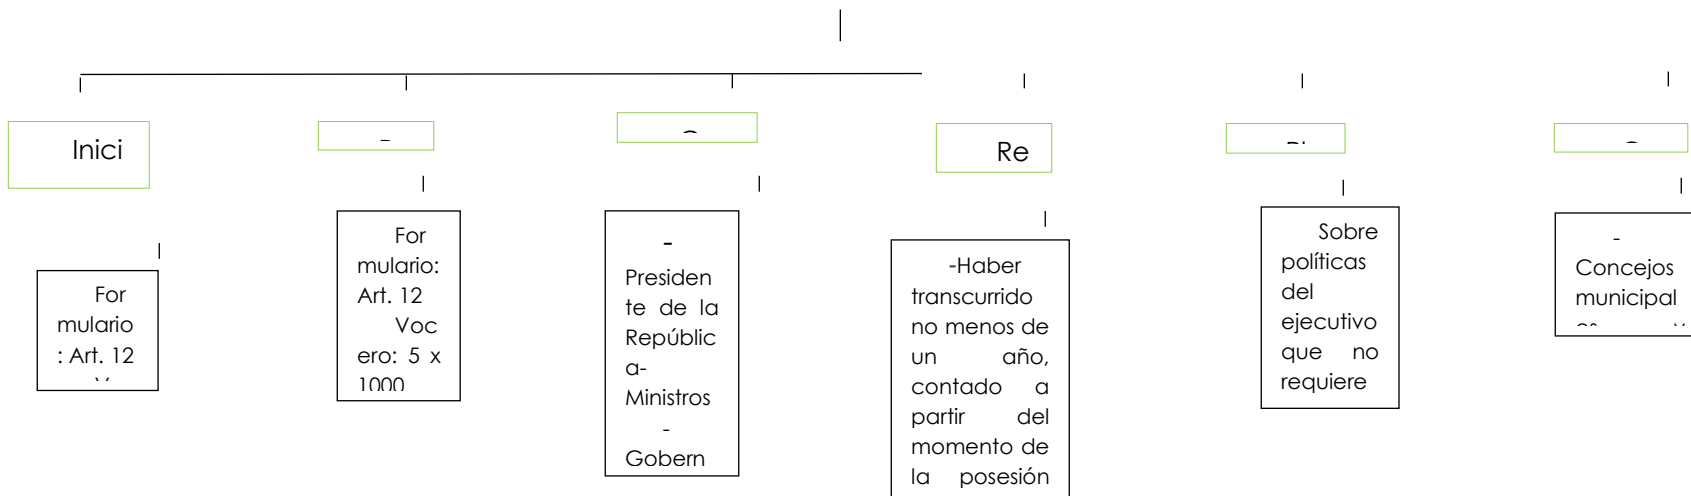 Inici
Re
For
mulario
: Art. 12
For
mulario:
Art. 12
Voc
ero: 5 x
1000
-
Presiden
te de la
Repúblic
a-
Ministros
-
Gobern
-Haber
transcurrido
no menos de
un año,
contado a
partir del
momento de
la posesión
Sobre
políticas
del
ejecutivo
que no
requiere
-
Concejos
municipal